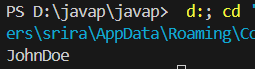 PS D:\javap\javap> d:; cd '
ers\srira\AppData\Roaming\Co
JohnDoe